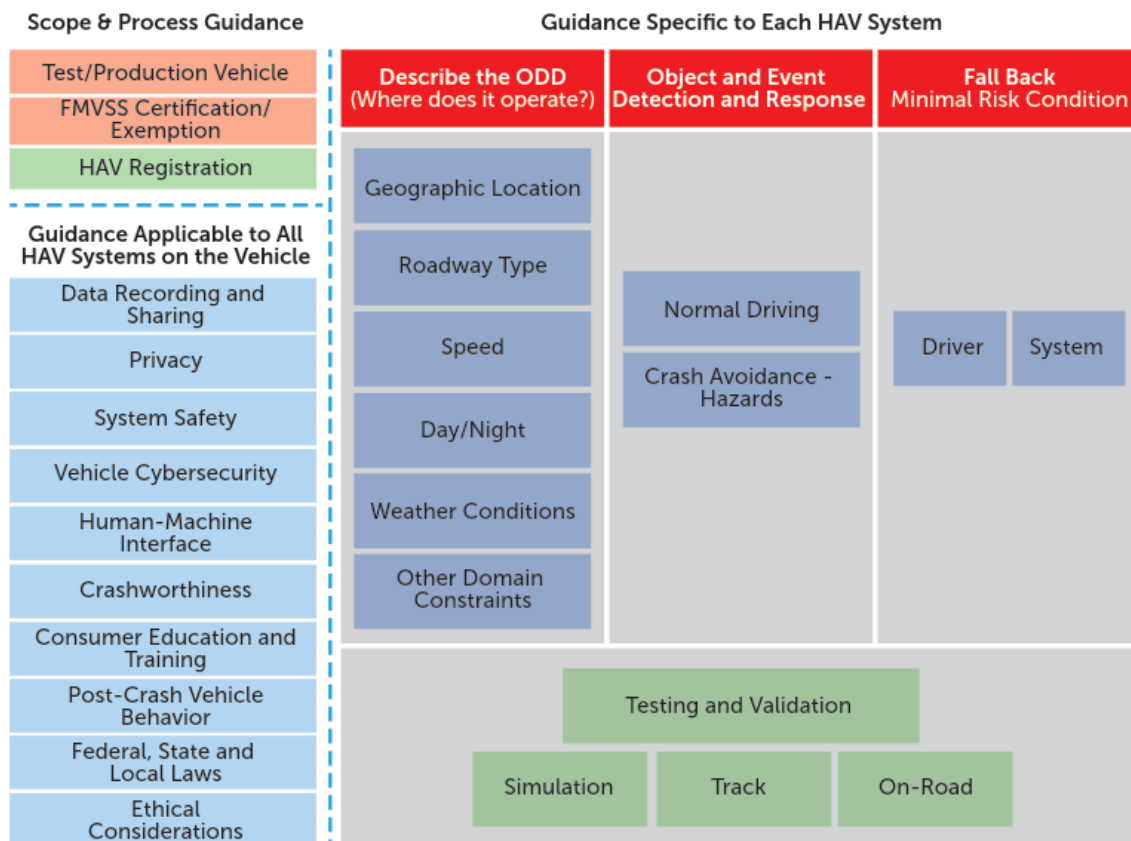 Scope & Process Guidance
Test/Production Vehicle
FMVSS Certification/
Exemption
HAV Registration
Guidance Applicable to All
HAV Systems on the Vehicle
Data Recording and
Sharing
Privacy
System Safety
Vehicle Cybersecurity
Human-Machine
Interface
Crashworthiness
Consumer Education and
Training
Post-Crash Vehicle
Behavior
Federal, State and
Local Laws
Ethical
Considerations
Guidance Specific to Each HAV System
Describe the ODD
(Where does it operate?)
Geographic Location
Roadway Type
Speed
Day/Night
Weather Conditions
Other Domain
Constraints
Object and Event
Detection and Response
Normal Driving
Crash Avoidance -
Hazards
Fall Back
Minimal Risk Condition
Driver
System
Testing and Validation
Simulation
Track
On-Road